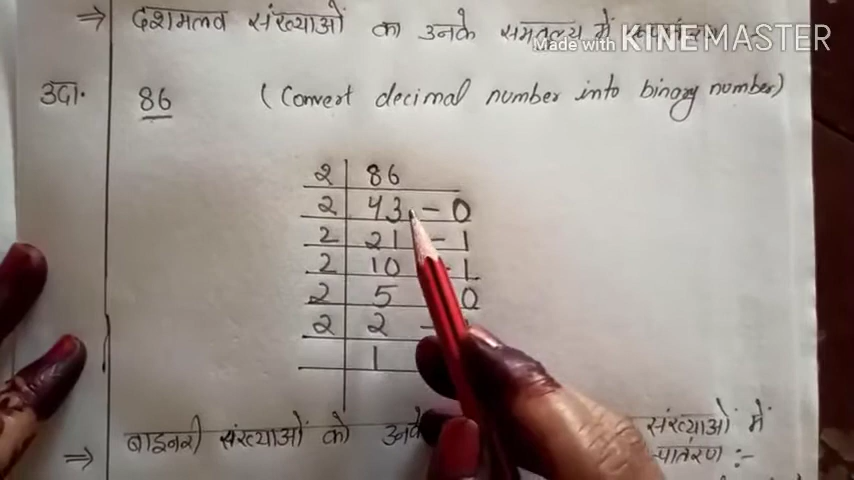 ⇒ दशमलव संख्याओं का उनके समतुल्य में
Made with KINEMASTER
उदा. 86 (Convert decimal number into binary number)
2 | 86
2 | 43 - 0
2 | 21 - 1
2 | 10 - 1
2 | 5 0
2 | 2 -
1
बाइनरी संख्याओं को उनके संख्याओं में
⇒ :-